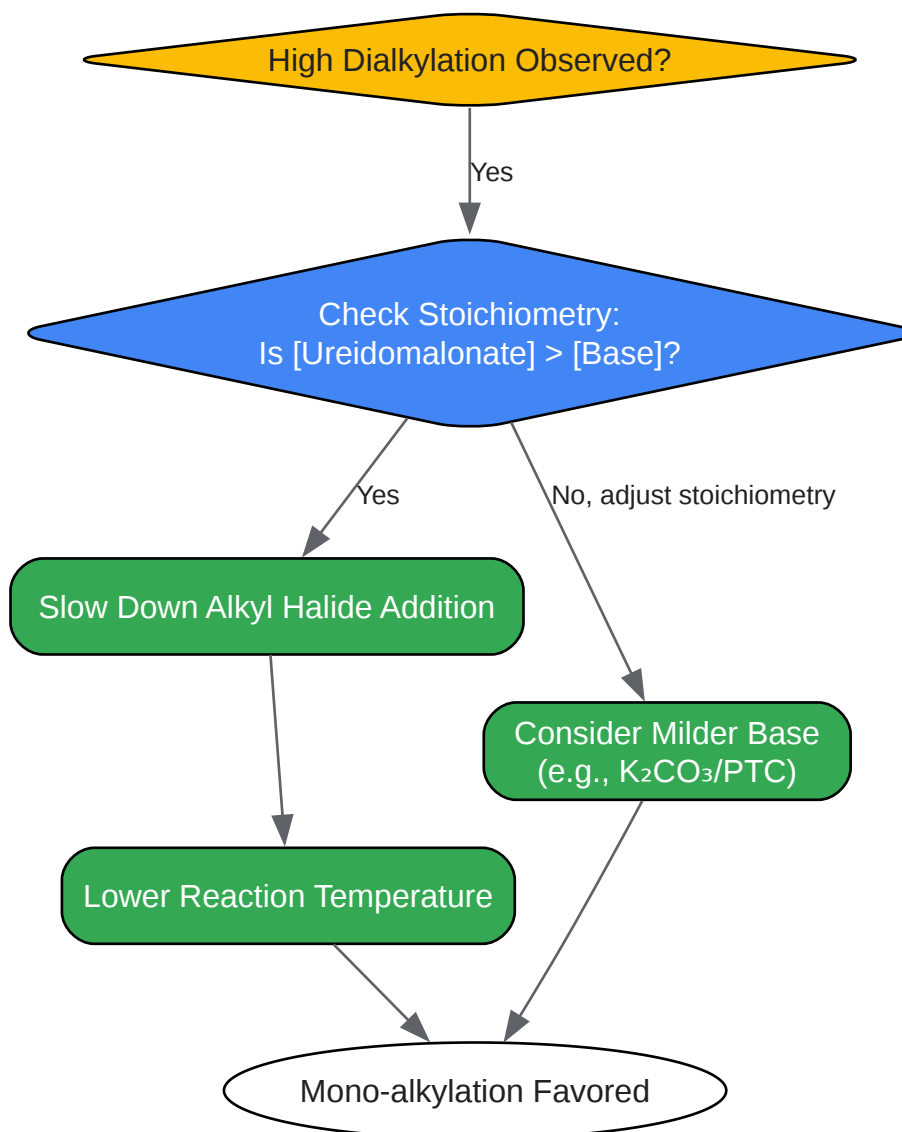 High Dialkylation Observed?
Yes
Check Stoichiometry:
Is [Ureidomalonate] > [Base]?
Yes
No, adjust stoichiometry
Slow Down Alkyl Halide Addition
Consider Milder Base
(e.g., K₂CO₃/PTC)
Lower Reaction Temperature
Mono-alkylation Favored